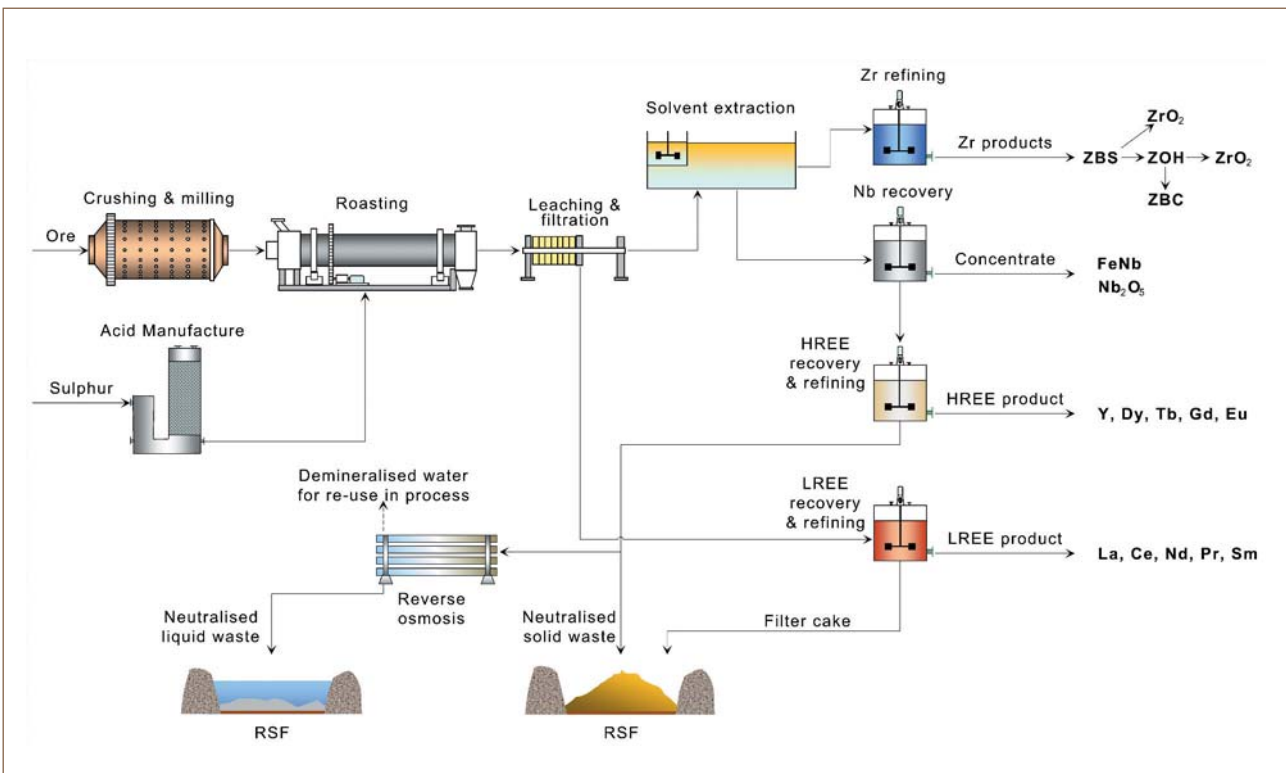 Zr refining
Solvent extraction
ZrO₂
Zr products
ZBS
ZOH
ZrO₂
ZBC
Crushing & milling
Roasting
Leaching &
filtration
Nb recovery
Ore
Concentrate
FeNb
Nb₂O₅
Acid Manufacture
HREE
recovery
& refining
Sulphur
HREE product
Y, Dy, Tb, Gd, Eu
Demineralised water
for re-use in process
LREE
recovery
& refining
LREE product
La, Ce, Nd, Pr, Sm
Reverse
osmosis
Neutralised
liquid waste
Neutralised
solid waste
Filter cake
RSF
RSF